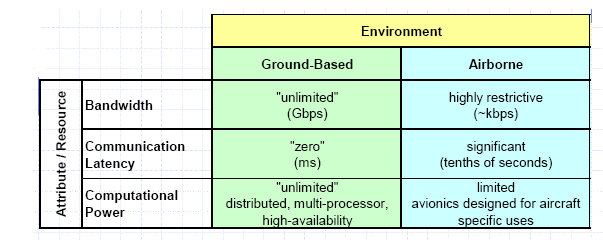 Environment
Ground-Based
Airborne
Attribute / Resource
Bandwidth
"unlimited"
(Gbps)
highly restrictive
(~kbps)
Communication
Latency
"zero"
(ms)
significant
(tenths of seconds)
Computational
Power
"unlimited"
distributed, multi-processor,
high-availability
limited
avionics designed for aircraft
specific uses